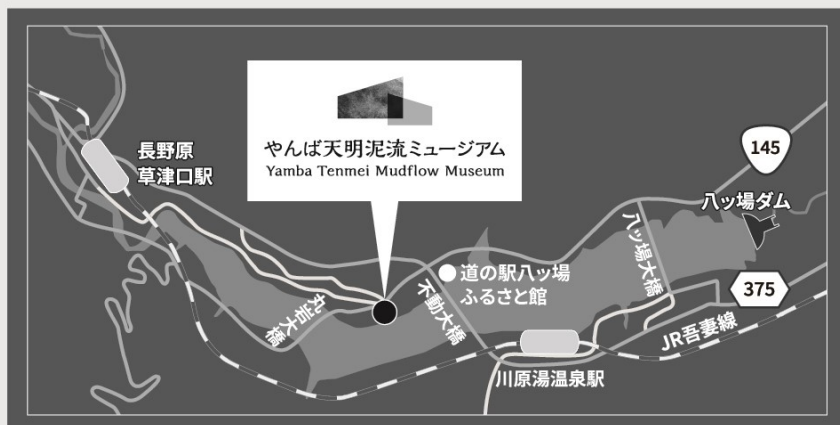 やんば天明泥流ミュージアム
Yamba Tenmei Mudflow Museum
長野原
草津口駅
145
八ッ場ダム
八ッ場大橋
道の駅八ッ場
ふるさと館
375
丸岩大橋
不動大橋
JR吾妻線
川原湯温泉駅